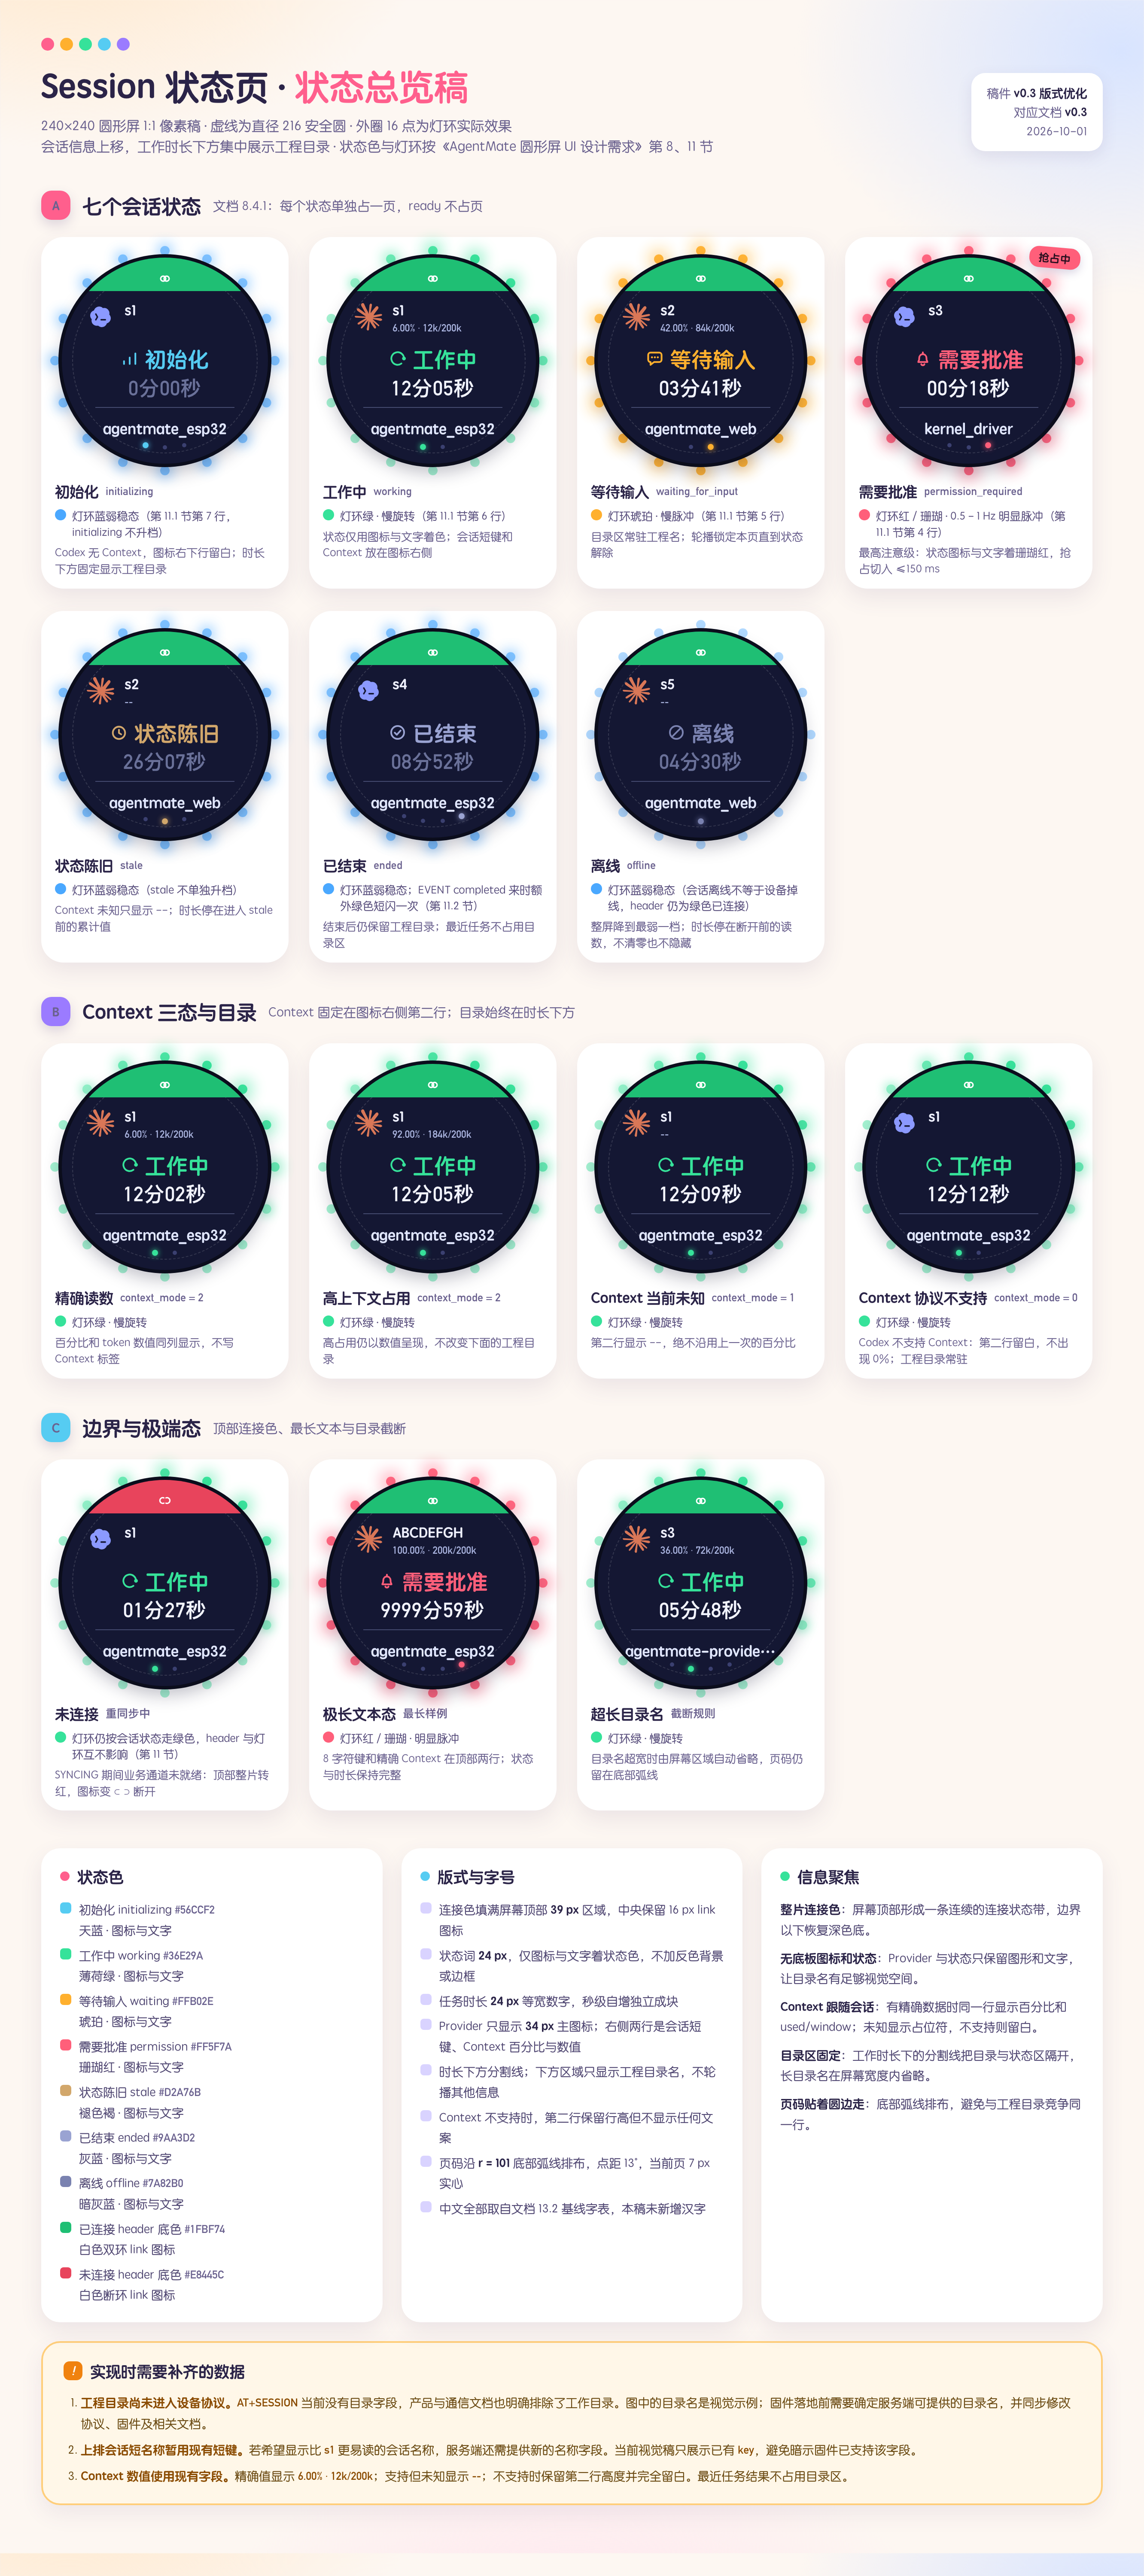 Session 状态页 · 状态总览稿
240×240 圆形屏 1:1 像素稿 · 虚线为直径 216 安全圆 · 外圈 16 点为灯环实际效果
会话信息上移，工作时长下方集中展示工程目录 · 状态色与灯环按《AgentMate 圆形屏 UI 设计需求》第 8、11 节
稿件 v0.3 版式优化
对应文档 v0.3
2026-10-01
A 七个会话状态 文档 8.4.1：每个状态单独占一页，ready 不占页
s1
初始化
0分00秒
agentmate_esp32
初始化 initializing
灯环蓝弱稳态（第 11.1 节第 7 行，
initializing 不升档）
Codex 无 Context，图标右下行留白；时长
下方固定显示工程目录
s1
6.00% · 12k/200k
工作中
12分05秒
agentmate_esp32
工作中 working
灯环绿 · 慢旋转（第 11.1 节第 6 行）
状态仅用图标与文字着色；会话短键和
Context 放在图标右侧
s2
42.00% · 84k/200k
等待输入
03分41秒
agentmate_web
等待输入 waiting_for_input
灯环琥珀 · 慢脉冲（第 11.1 节第 5 行）
目录区常驻工程名；轮播锁定本页直到状态
解除
抢占中
s3
需要批准
00分18秒
kernel_driver
需要批准 permission_required
灯环红 / 珊瑚 · 0.5 – 1 Hz 明显脉冲（第
11.1 节第 4 行）
最高注意级：状态图标与文字着珊瑚红，抢
占切入 ≤150 ms
s2
--
状态陈旧
26分07秒
agentmate_web
状态陈旧 stale
灯环蓝弱稳态（stale 不单独升档）
Context 未知只显示 --；时长停在进入 stale
前的累计值
s4
已结束
08分52秒
agentmate_esp32
已结束 ended
灯环蓝弱稳态；EVENT completed 来时额
外绿色短闪一次（第 11.2 节）
结束后仍保留工程目录；最近任务不占用目
录区
s5
--
离线
04分30秒
agentmate_web
离线 offline
灯环蓝弱稳态（会话离线不等于设备掉
线，header 仍为绿色已连接）
整屏降到最弱一档；时长停在断开前的读
数，不清零也不隐藏
B Context 三态与目录 Context 固定在图标右侧第二行；目录始终在时长下方
s1
6.00% · 12k/200k
工作中
12分02秒
agentmate_esp32
精确读数 context_mode = 2
灯环绿 · 慢旋转
百分比和 token 数值同列显示，不写
Context 标签
s1
92.00% · 184k/200k
工作中
12分05秒
agentmate_esp32
高上下文占用 context_mode = 2
灯环绿 · 慢旋转
高占用仍以数值呈现，不改变下面的工程目
录
s1
--
工作中
12分09秒
agentmate_esp32
Context 当前未知 context_mode = 1
灯环绿 · 慢旋转
第二行显示 --，绝不沿用上一次的百分比
s1
工作中
12分12秒
agentmate_esp32
Context 协议不支持 context_mode = 0
灯环绿 · 慢旋转
Codex 不支持 Context：第二行留白，不出
现 0%；工程目录常驻
C 边界与极端态 顶部连接色、最长文本与目录截断
s1
工作中
01分27秒
agentmate_esp32
未连接 重同步中
灯环仍按会话状态走绿色，header 与灯
环互不影响（第 11 节）
SYNCING 期间业务通道未就绪：顶部整片转
红，图标变 ⊂ ⊃ 断开
ABCDEFGH
100.00% · 200k/200k
需要批准
9999分59秒
agentmate_esp32
极长文本态 最长样例
灯环红 / 珊瑚 · 明显脉冲
8 字符键和精确 Context 在顶部两行；状态
与时长保持完整
s3
36.00% · 72k/200k
工作中
05分48秒
agentmate-provide…
超长目录名 截断规则
灯环绿 · 慢旋转
目录名超宽时由屏幕区域自动省略，页码仍
留在底部弧线
状态色
初始化 initializing #56CCF2
天蓝 · 图标与文字
工作中 working #36E29A
薄荷绿 · 图标与文字
等待输入 waiting #FFB02E
琥珀 · 图标与文字
需要批准 permission #FF5F7A
珊瑚红 · 图标与文字
状态陈旧 stale #D2A76B
褪色褐 · 图标与文字
已结束 ended #9AA3D2
灰蓝 · 图标与文字
离线 offline #7A82B0
暗灰蓝 · 图标与文字
已连接 header 底色 #1FBF74
白色双环 link 图标
未连接 header 底色 #E8445C
白色断环 link 图标
版式与字号
连接色填满屏幕顶部 39 px 区域，中央保留 16 px link
图标
状态词 24 px，仅图标与文字着状态色，不加反色背景
或边框
任务时长 24 px 等宽数字，秒级自增独立成块
Provider 只显示 34 px 主图标；右侧两行是会话短
键、Context 百分比与数值
时长下方分割线；下方区域只显示工程目录名，不轮
播其他信息
Context 不支持时，第二行保留行高但不显示任何文
案
页码沿 r = 101 底部弧线排布，点距 13°，当前页 7 px
实心
中文全部取自文档 13.2 基线字表，本稿未新增汉字
信息聚焦
整片连接色：屏幕顶部形成一条连续的连接状态带，边界
以下恢复深色底。
无底板图标和状态：Provider 与状态只保留图形和文字，
让目录名有足够视觉空间。
Context 跟随会话：有精确数据时同一行显示百分比和
used/window；未知显示占位符，不支持则留白。
目录区固定：工作时长下的分割线把目录与状态区隔开，
长目录名在屏幕宽度内省略。
页码贴着圆边走：底部弧线排布，避免与工程目录竞争同
一行。
! 实现时需要补齐的数据
1. 工程目录尚未进入设备协议。AT+SESSION 当前没有目录字段，产品与通信文档也明确排除了工作目录。图中的目录名是视觉示例；固件落地前需要确定服务端可提供的目录名，并同步修改
协议、固件及相关文档。
2. 上排会话短名称暂用现有短键。若希望显示比 s1 更易读的会话名称，服务端还需提供新的名称字段。当前视觉稿只展示已有 key，避免暗示固件已支持该字段。
3. Context 数值使用现有字段。精确值显示 6.00% · 12k/200k；支持但未知显示 --；不支持时保留第二行高度并完全留白。最近任务结果不占用目录区。